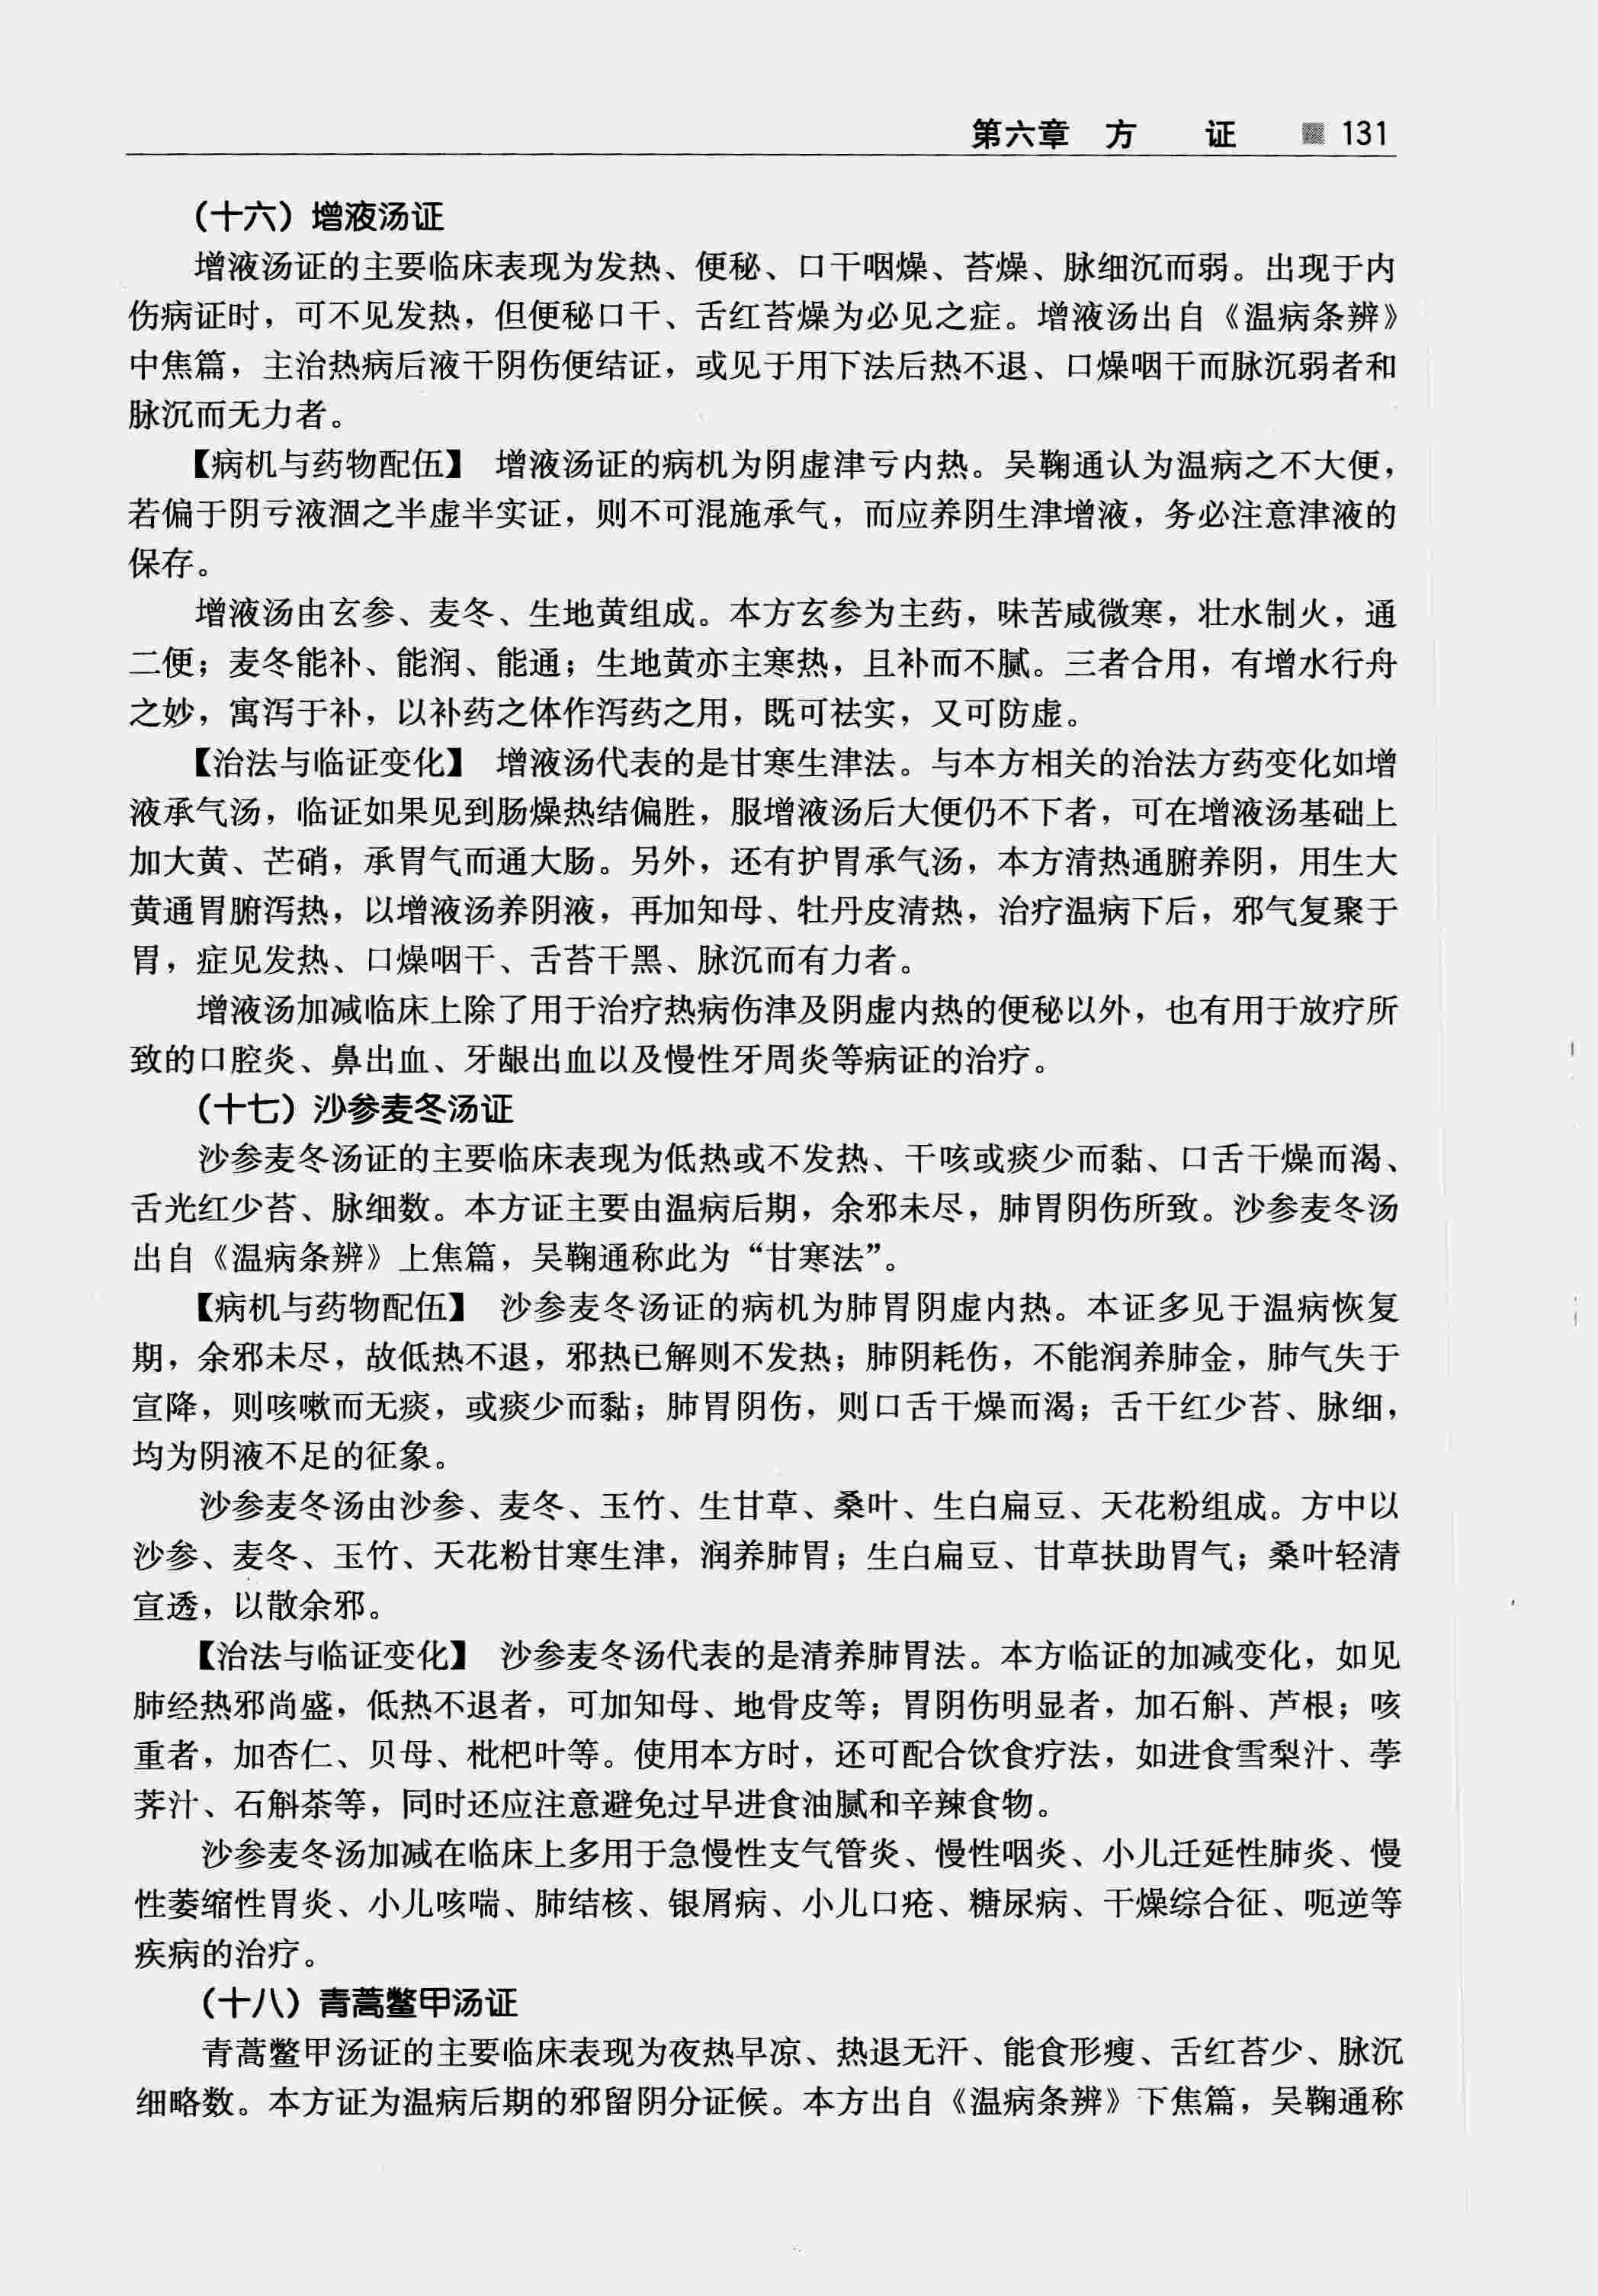 第六章 方 证 131
（十六）增液汤证
增液汤证的主要临床表现为发热、便秘、口干咽燥、苔燥、脉细沉而弱。出现于内
伤病证时，可不见发热，但便秘口干、舌红苔燥为必见之症。增液汤出自《温病条辨》
中焦篇，主治热病后液干阴伤便结证，或见于用下法后热不退、口燥咽干而脉沉弱者和
脉沉而无力者。
【病机与药物配伍】 增液汤证的病机为阴虚津亏内热。吴鞠通认为温病之不大便，
若偏于阴亏液涸之半虚半实证，则不可混施承气，而应养阴生津增液，务必注意津液的
保存。
增液汤由玄参、麦冬、生地黄组成。本方玄参为主药，味苦咸微寒，壮水制火，通
二便；麦冬能补、能润、能通；生地黄亦主寒热，且补而不腻。三者合用，有增水行舟
之妙，寓泻于补，以补药之体作泻药之用，既可祛实，又可防虚。
【治法与临证变化】 增液汤代表的是甘寒生津法。与本方相关的治法方药变化如增
液承气汤，临证如果见到肠燥热结偏胜，服增液汤后大便仍不下者，可在增液汤基础上
加大黄、芒硝，承胃气而通大肠。另外，还有护胃承气汤，本方清热通腑养阴，用生大
黄通胃腑泻热，以增液汤养阴液，再加知母、牡丹皮清热，治疗温病下后，邪气复聚于
胃，症见发热、口燥咽干、舌苔干黑、脉沉而有力者。
增液汤加减临床上除了用于治疗热病伤津及阴虚内热的便秘以外，也有用于放疗所
致的口腔炎、鼻出血、牙龈出血以及慢性牙周炎等病证的治疗。
（十七）沙参麦冬汤证
沙参麦冬汤证的主要临床表现为低热或不发热、干咳或痰少而黏、口舌干燥而渴、
舌光红少苔、脉细数。本方证主要由温病后期，余邪未尽，肺胃阴伤所致。沙参麦冬汤
出自《温病条辨》上焦篇，吴鞠通称此为“甘寒法”。
【病机与药物配伍】 沙参麦冬汤证的病机为肺胃阴虚内热。本证多见于温病恢复
期，余邪未尽，故低热不退，邪热已解则不发热；肺阴耗伤，不能润养肺金，肺气失于
宣降，则咳嗽而无痰，或痰少而黏；肺胃阴伤，则口舌干燥而渴；舌干红少苔、脉细，
均为阴液不足的征象。
沙参麦冬汤由沙参、麦冬、玉竹、生甘草、桑叶、生白扁豆、天花粉组成。方中以
沙参、麦冬、玉竹、天花粉甘寒生津，润养肺胃；生白扁豆、甘草扶助胃气；桑叶轻清
宣透，以散余邪。
【治法与临证变化】 沙参麦冬汤代表的是清养肺胃法。本方临证的加减变化，如见
肺经热邪尚盛，低热不退者，可加知母、地骨皮等；胃阴伤明显者，加石斛、芦根；咳
重者，加杏仁、贝母、枇杷叶等。使用本方时，还可配合饮食疗法，如进食雪梨汁、荸
荠汁、石斛茶等，同时还应注意避免过早进食油腻和辛辣食物。
沙参麦冬汤加减在临床上多用于急慢性支气管炎、慢性咽炎、小儿迁延性肺炎、慢
性萎缩性胃炎、小儿咳喘、肺结核、银屑病、小儿口疮、糖尿病、干燥综合征、呃逆等
疾病的治疗。
（十八）青蒿鳖甲汤证
青蒿鳖甲汤证的主要临床表现为夜热早凉、热退无汗、能食形瘦、舌红苔少、脉沉
细略数。本方证为温病后期的邪留阴分证候。本方出自《温病条辨》下焦篇，吴鞠通称